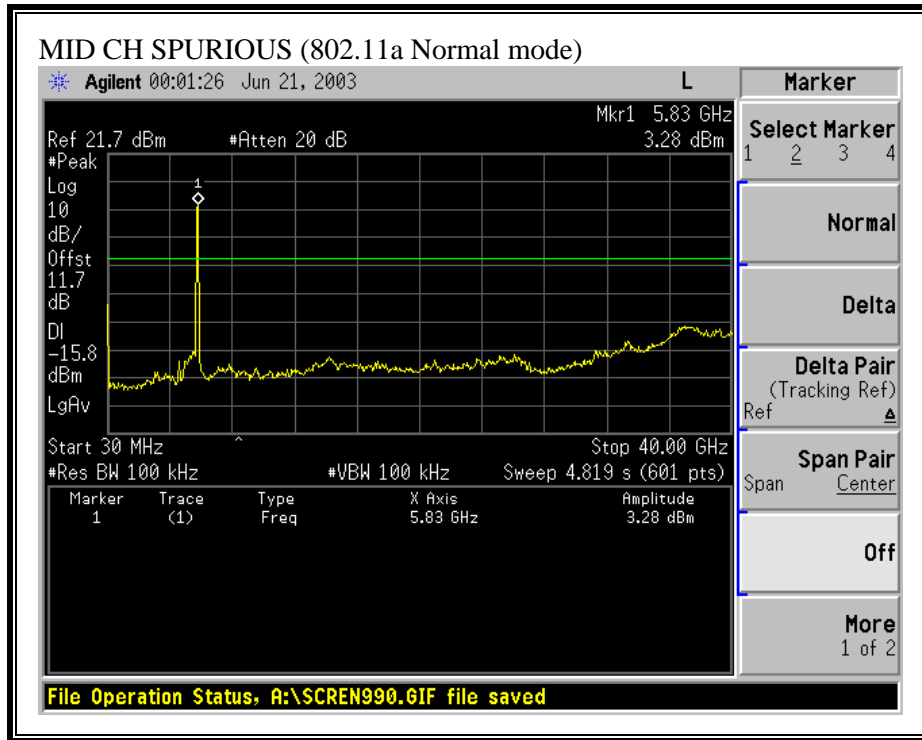 MID CH SPURIOUS (802.11a Normal mode)
Agilent 00:01:26 Jun 21, 2003 L
Mkr1 5.83 GHz
Ref 21.7 dBm #Atten 20 dB 3.28 dBm
#Peak
Log
10
dB/
Offst
11.7
dB
DI
-15.8
dBm
LgAv
1
Start 30 MHz ^ Stop 40.00 GHz
#Res BW 100 kHz #VBW 100 kHz Sweep 4.819 s (601 pts)
Marker Trace Type X Axis Amplitude
1 (1) Freq 5.83 GHz 3.28 dBm
Marker
Select Marker
1 2 3 4
Normal
Delta
Delta Pair
(Tracking Ref)
Ref Δ
Span Pair
Span Center
Off
More
1 of 2
File Operation Status, A:\SCREN990.GIF file saved